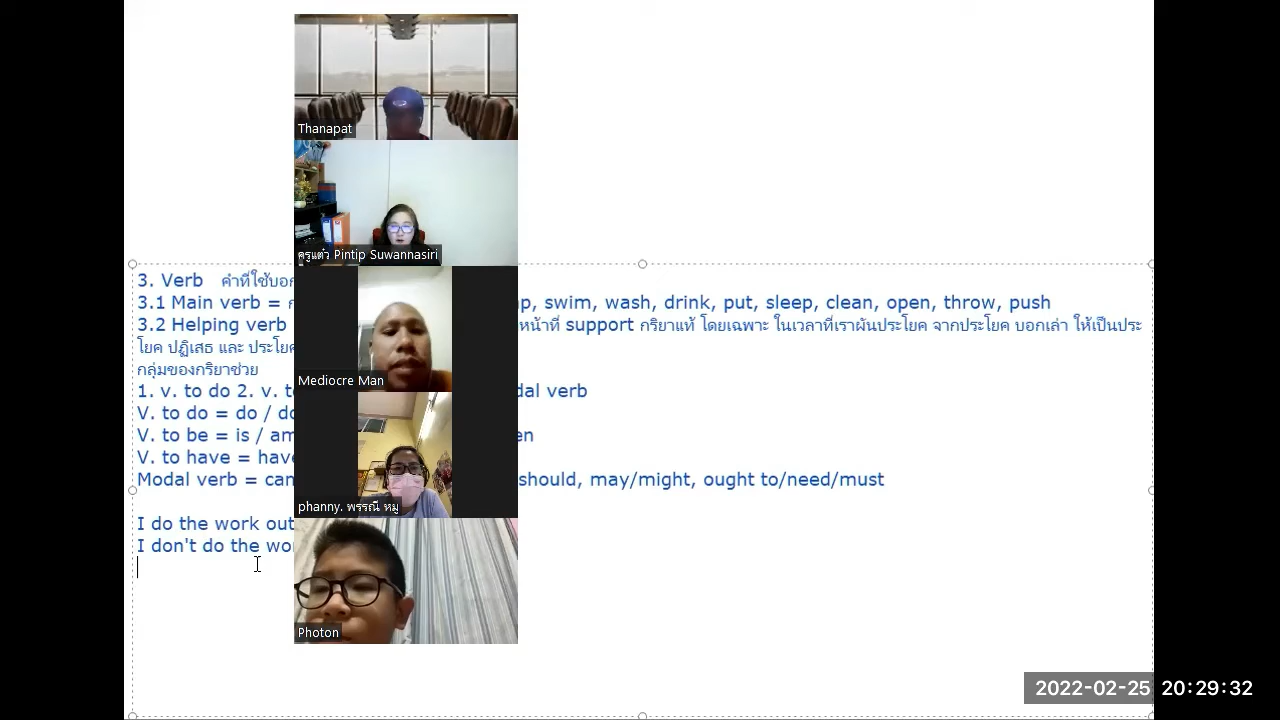 Thanapat
ครูแต๋ว Pintip Suwannasiri
3. Verb คำที่ใช้บอก
3.1 Main verb = swim, wash, drink, put, sleep, clean, open, throw, push
3.2 Helping verb หน้าที่ support กริยาแท้ โดยเฉพาะ ในเวลาที่เราผันประโยค จากประโยค บอกเล่า ให้เป็นประ
โยค ปฏิเสธ และ ประโยค
กลุ่มของกริยาช่วย
Mediocre Man
1. v. to do 2. v. verb
V. to do = do /
V. to be = is / am
V. to have =
Modal verb = can should, may/might, ought to/need/must
phanny. พรรณี หมู
I do the work out
I don't do the
Photon
2022-02-25 20:29:32